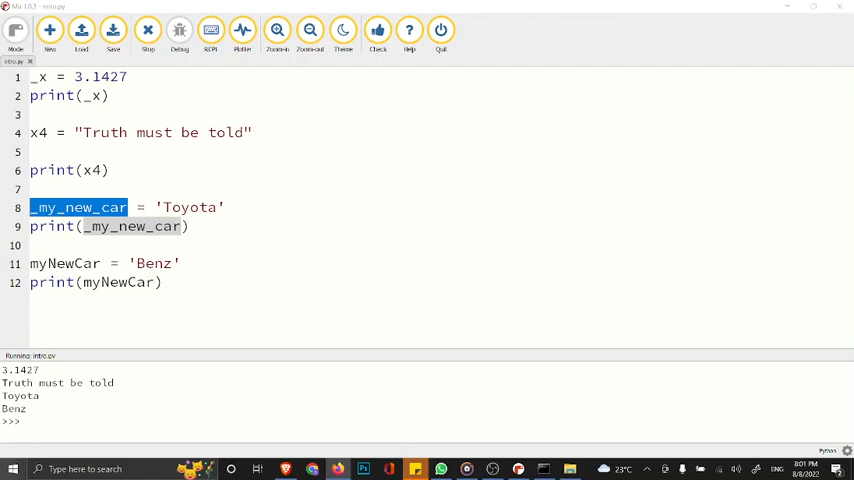 Mu 1.0.3 - intro.py
Mode New Load Save Stop Debug REPL Plotter Zoom-in Zoom-out Theme Check Help Quit
intro.py
1 _x = 3.1427
2 print(_x)
3
4 x4 = "Truth must be told"
5
6 print(x4)
7
8 _my_new_car = 'Toyota'
9 print(_my_new_car)
10
11 myNewCar = 'Benz'
12 print(myNewCar)
Running: intro.py
3.1427
Truth must be told
Toyota
Benz
>>>
Python
Type here to search
Ps
23°C
ENG
8:01 PM
8/8/2022
2